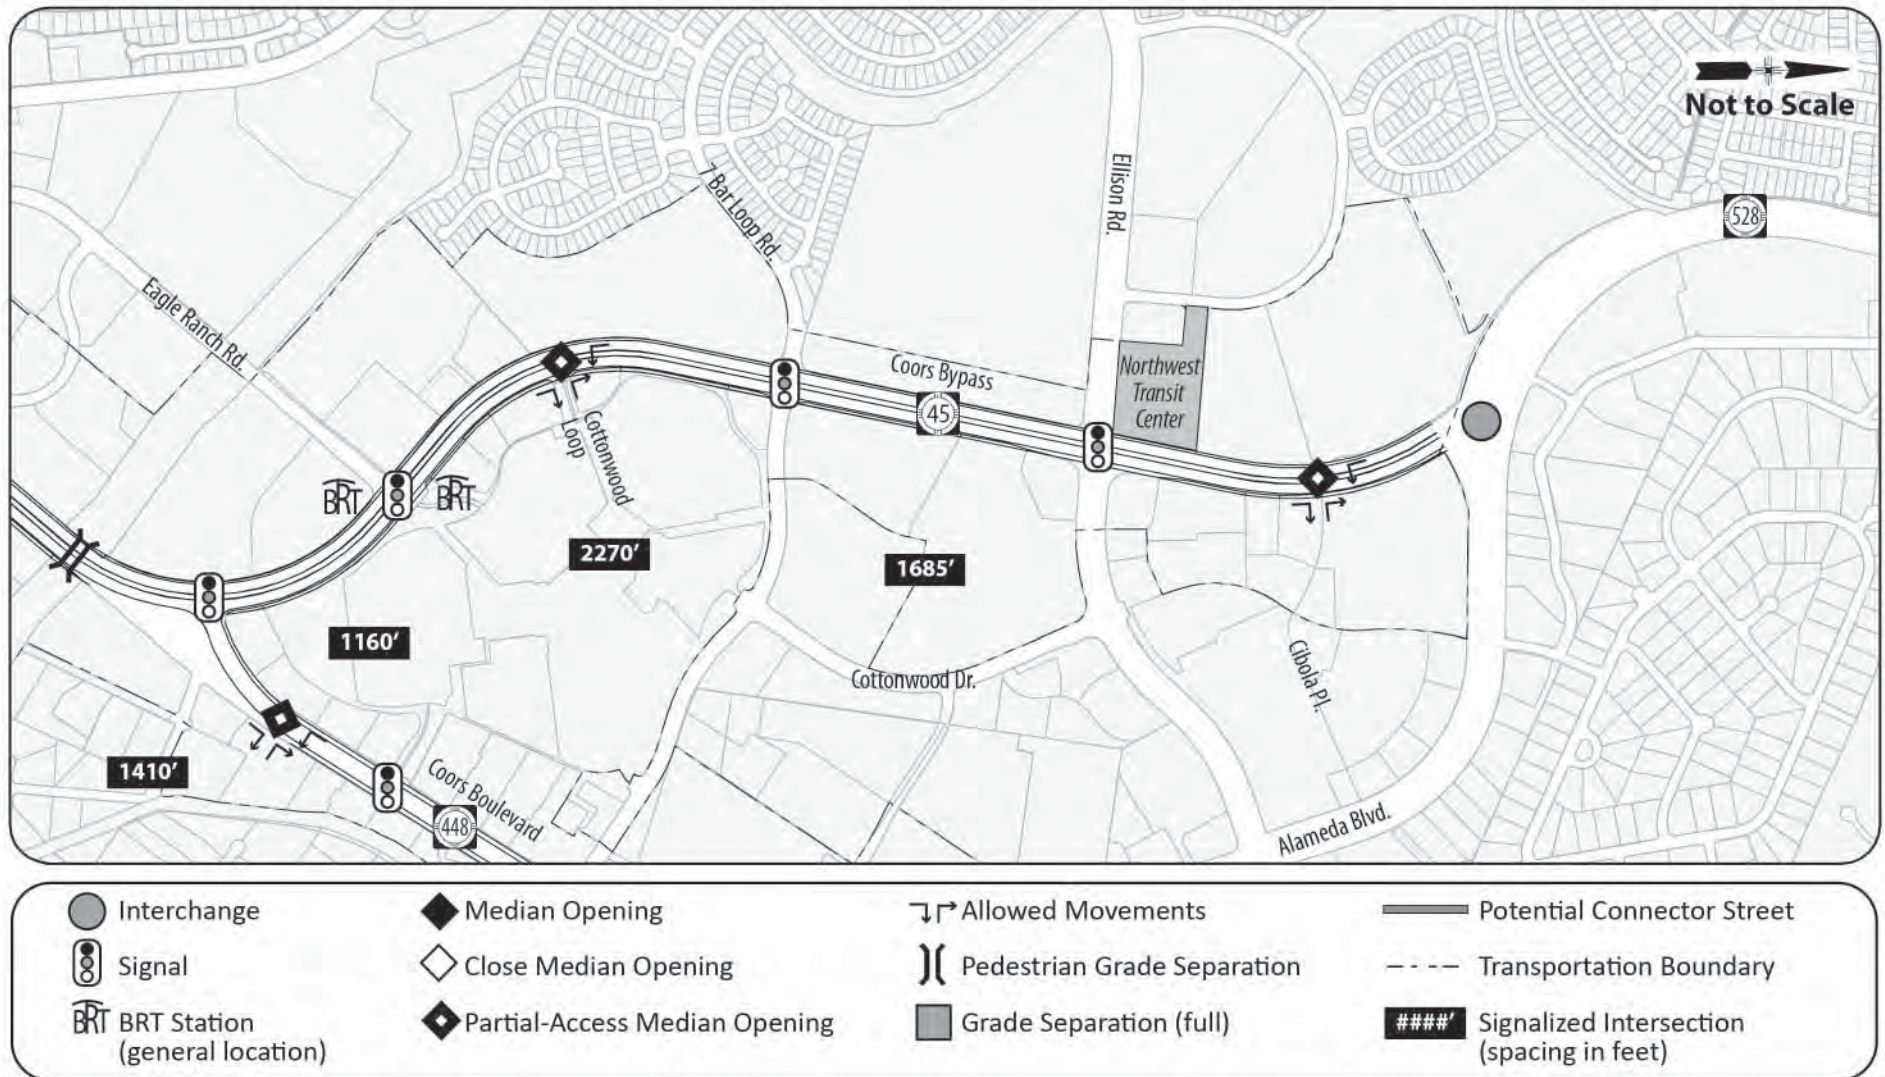 Not to Scale
528
Ellison Rd.
7 Bar Loop Rd.
Eagle Ranch Rd.
Coors Bypass
45
Northwest
Transit
Center
Cottonwood
Loop
BRT
BRT
2270'
1685'
1160'
Cottonwood Dr.
Cibola Pl.
1410'
Coors Boulevard
448
Alameda Blvd.
Interchange
Signal
BRT
BRT Station
(general location)
Median Opening
Close Median Opening
Partial-Access Median Opening
Allowed Movements
Pedestrian Grade Separation
Grade Separation (full)
Potential Connector Street
Transportation Boundary
####'
Signalized Intersection
(spacing in feet)